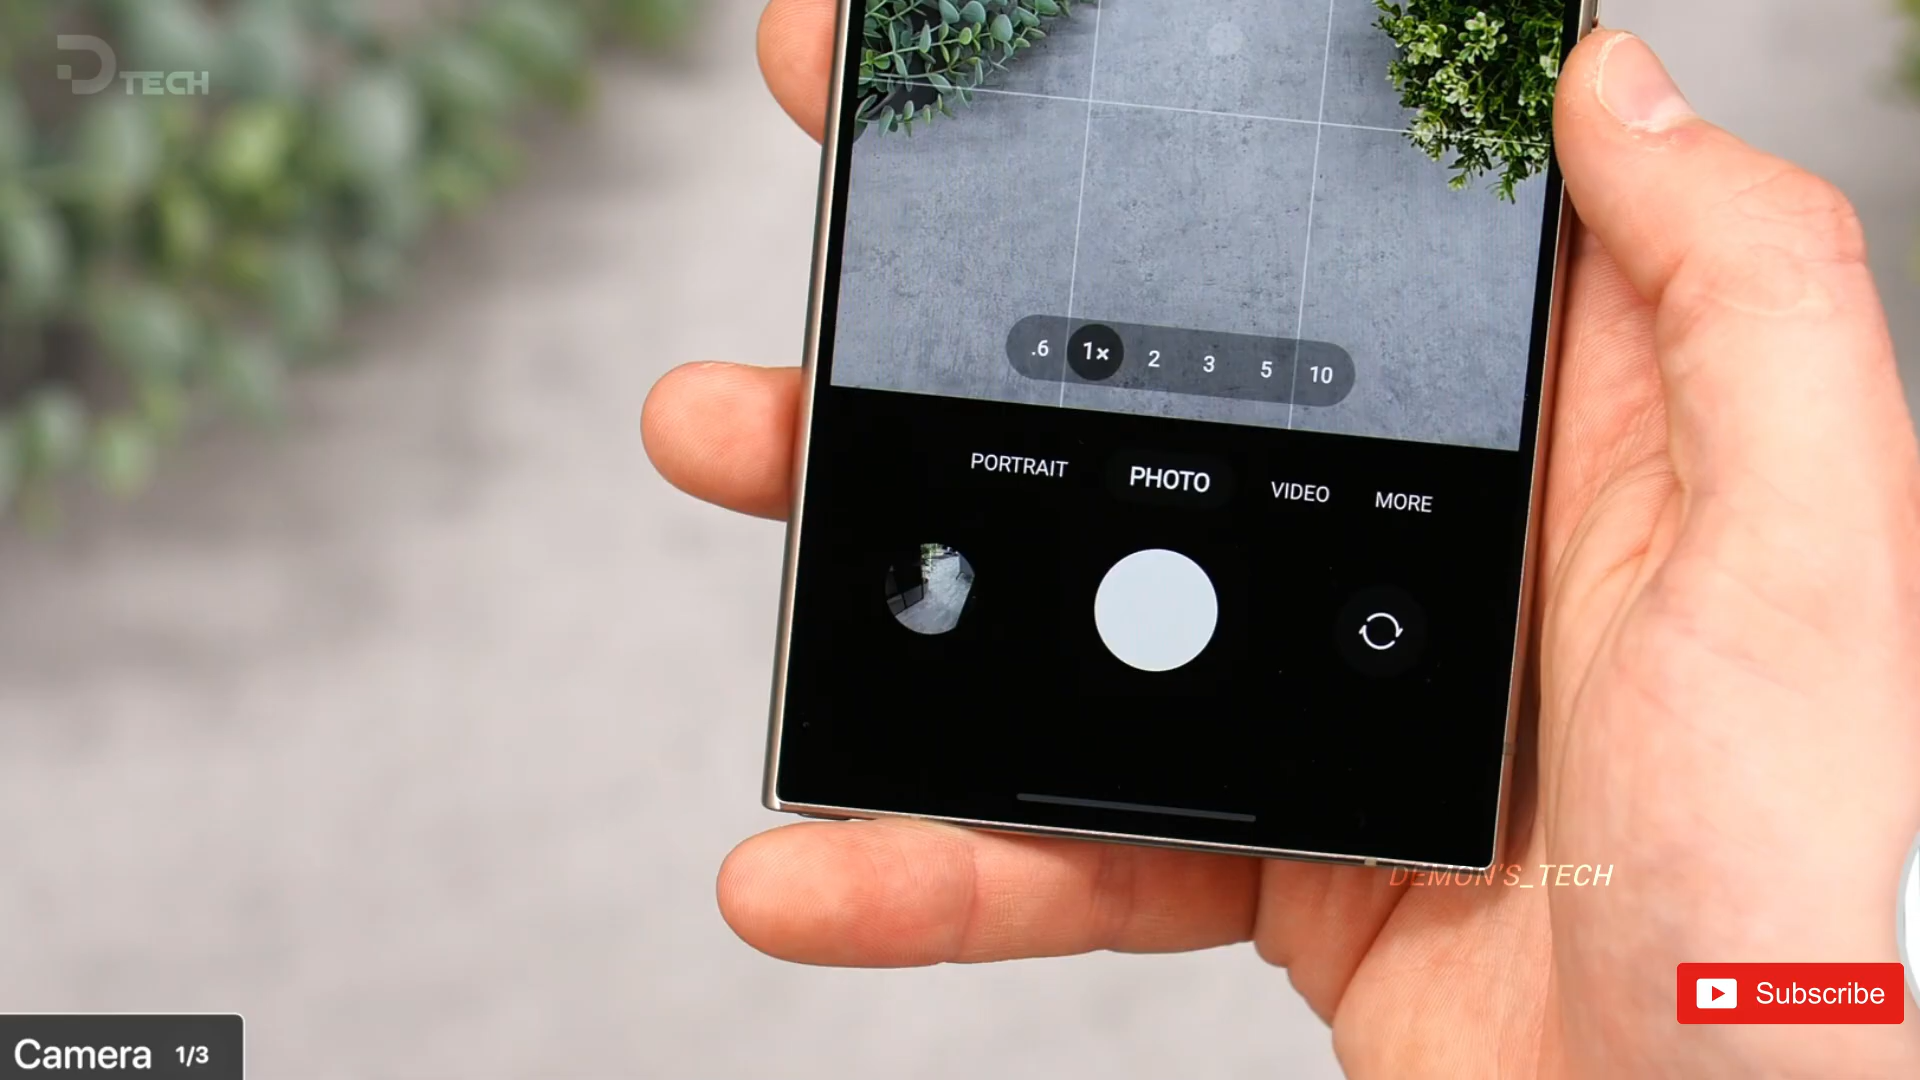 D TECH
.6 1× 2 3 5 10
PORTRAIT PHOTO VIDEO MORE
DEMON'S_TECH
Subscribe
Camera 1/3